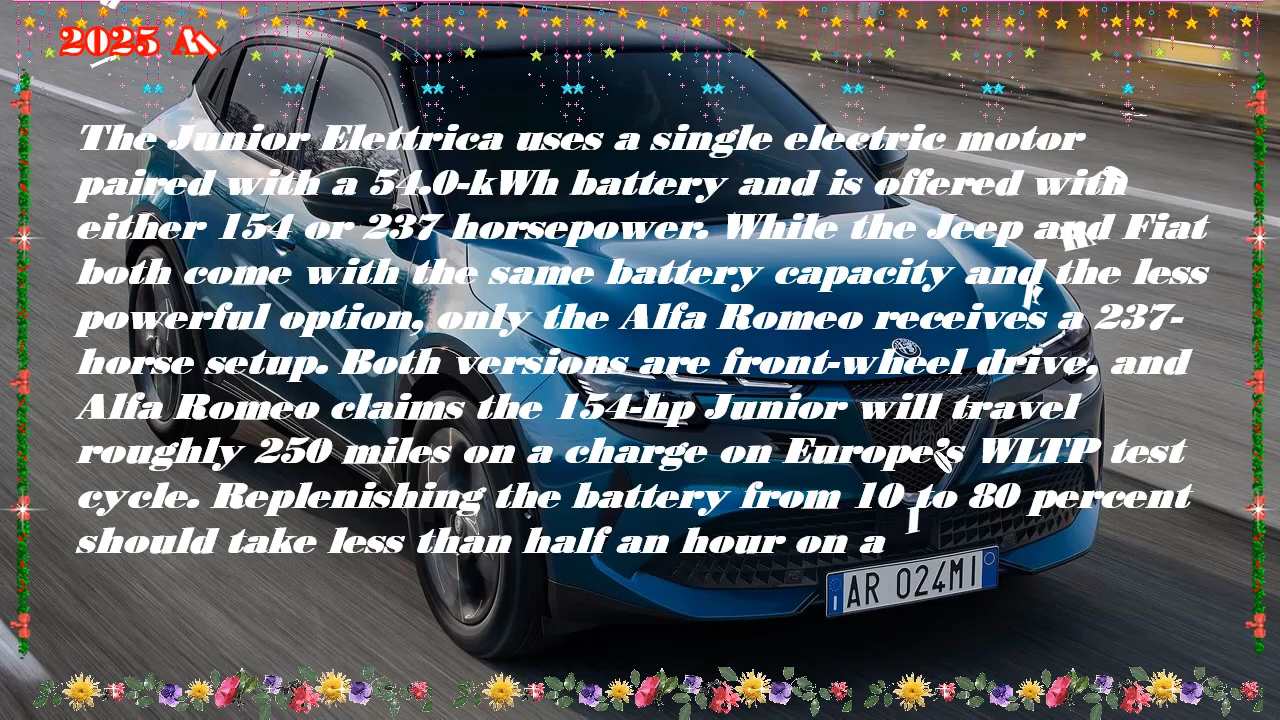 2025 A
The Junior Elettrica uses a single electric motor
paired with a 54.0-kWh battery and is offered with
either 154 or 237 horsepower. While the Jeep and Fiat
both come with the same battery capacity and the less
powerful option, only the Alfa Romeo receives a 237-
horse setup. Both versions are front-wheel drive, and
Alfa Romeo claims the 154-hp Junior will travel
roughly 250 miles on a charge on Europe's WLTP test
cycle. Replenishing the battery from 10 to 80 percent
should take less than half an hour on a
AR 024MI